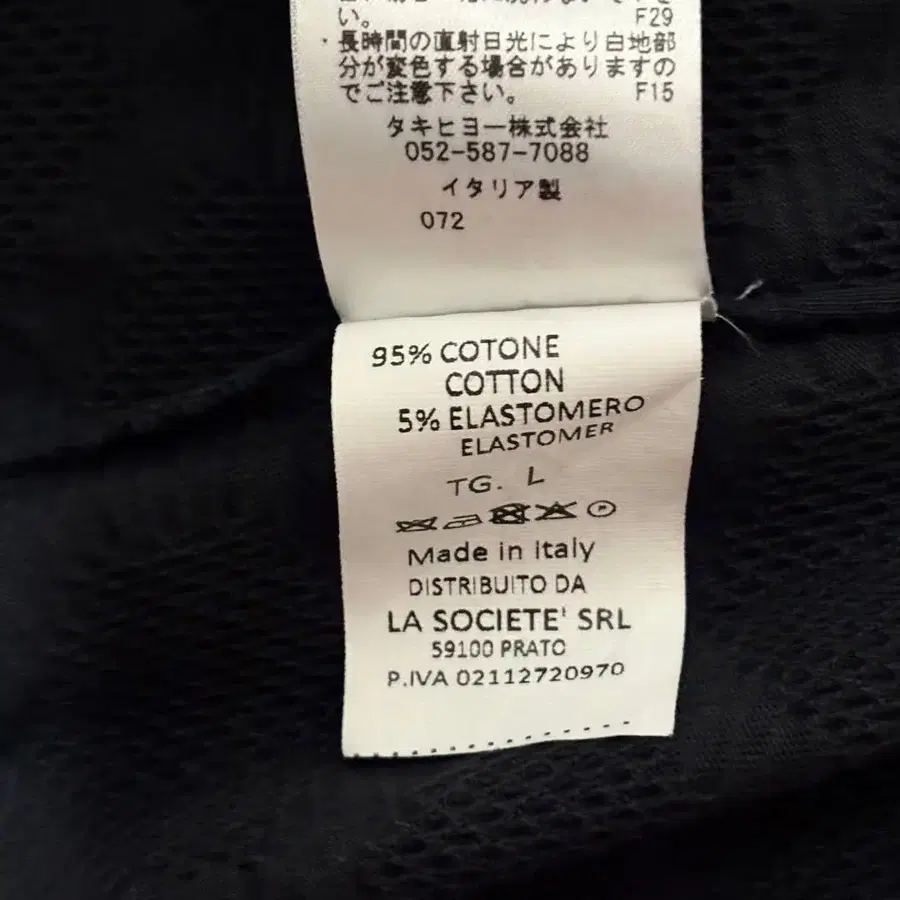 い。 F29
・長時間の直射日光により白地部
分が変色する場合がありますの
でご注意下さい。 F15
タキヒヨー株式会社
052-587-7088
イタリア製
072
95% COTONE
COTTON
5% ELASTOMERO
ELASTOMER
TG. L
P
Made in Italy
DISTRIBUITO DA
LA SOCIETE' SRL
59100 PRATO
P.IVA 02112720970